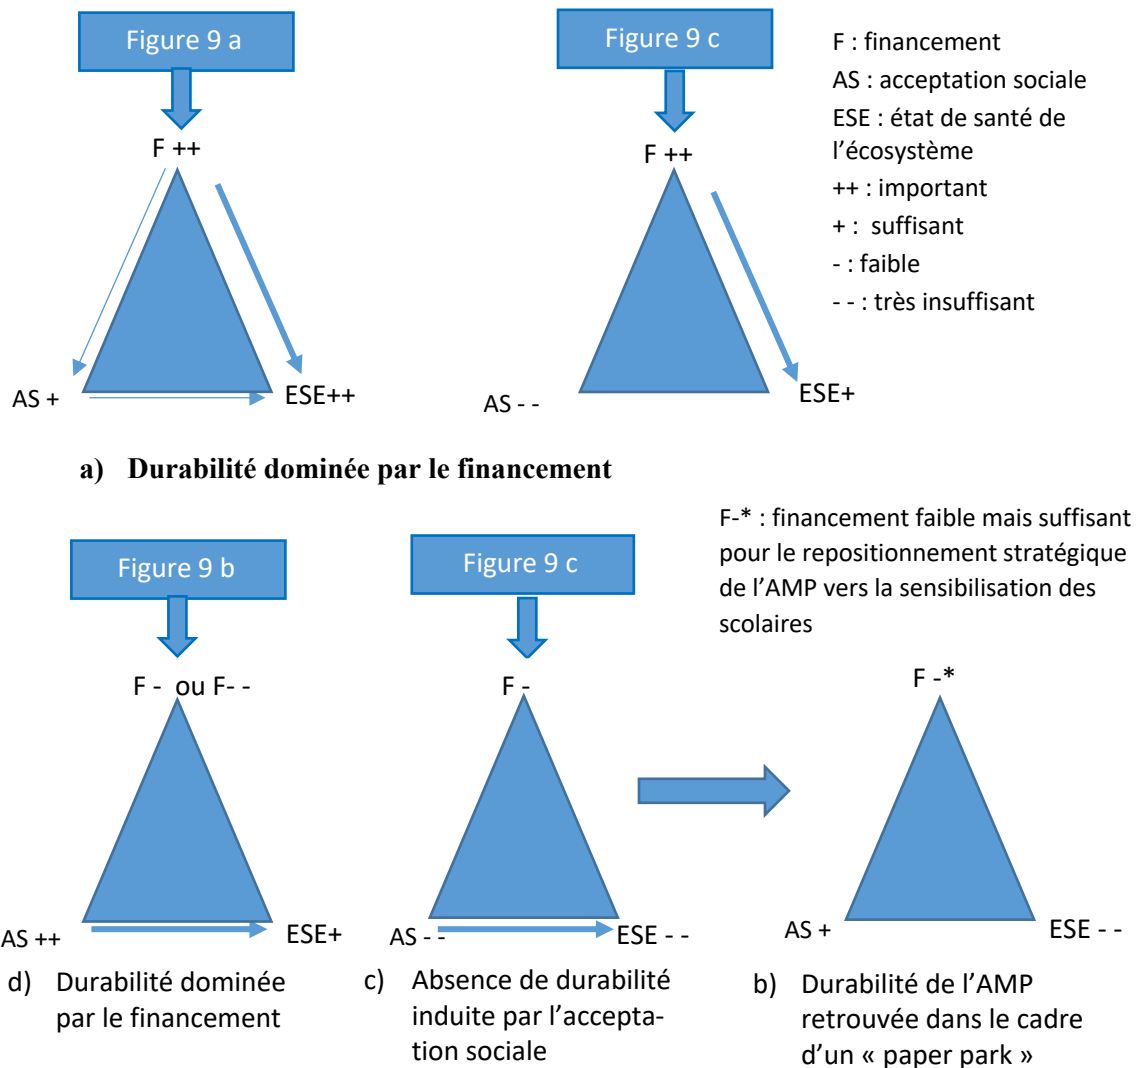 Figure 9 a
F ++
AS +
ESE++
Figure 9 c
F ++
AS - -
ESE+
F : financement
AS : acceptation sociale
ESE : état de santé de
l’écosystème
++ : important
+ :  suffisant
- : faible
- - : très insuffisant
a) Durabilité dominée par le financement
F-* : financement faible mais suffisant
pour le repositionnement stratégique
de l’AMP vers la sensibilisation des
scolaires
Figure 9 b
F -  ou F- -
AS ++
ESE+
d) Durabilité dominée
par le financement
Figure 9 c
F -
AS - -
ESE - -
c) Absence de durabilité
induite par l’accepta-
tion sociale
F -*
AS +
ESE - -
b) Durabilité de l’AMP
retrouvée dans le cadre
d’un « paper park »